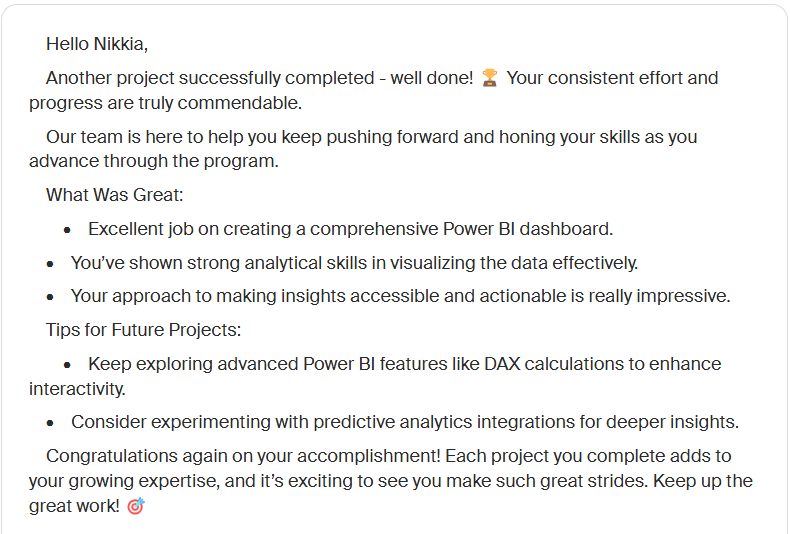 Hello Nikkia,
Another project successfully completed - well done! 🏆 Your consistent effort and
progress are truly commendable.
Our team is here to help you keep pushing forward and honing your skills as you
advance through the program.
What Was Great:
• Excellent job on creating a comprehensive Power BI dashboard.
• You’ve shown strong analytical skills in visualizing the data effectively.
• Your approach to making insights accessible and actionable is really impressive.
Tips for Future Projects:
• Keep exploring advanced Power BI features like DAX calculations to enhance
interactivity.
• Consider experimenting with predictive analytics integrations for deeper insights.
Congratulations again on your accomplishment! Each project you complete adds to
your growing expertise, and it’s exciting to see you make such great strides. Keep up the
great work! 🎯